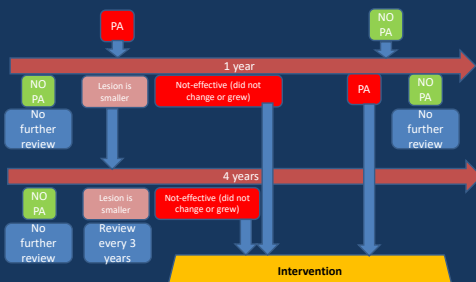 PA
NO
PA
1 year
NO
PA
Lesion is
smaller
Not-effective (did not
change or grew)
PA
NO
PA
No
further
review
No
further
review
4 years
NO
PA
Lesion is
smaller
Not-effective (did not
change or grew)
No
further
review
Review
every 3
years
Intervention